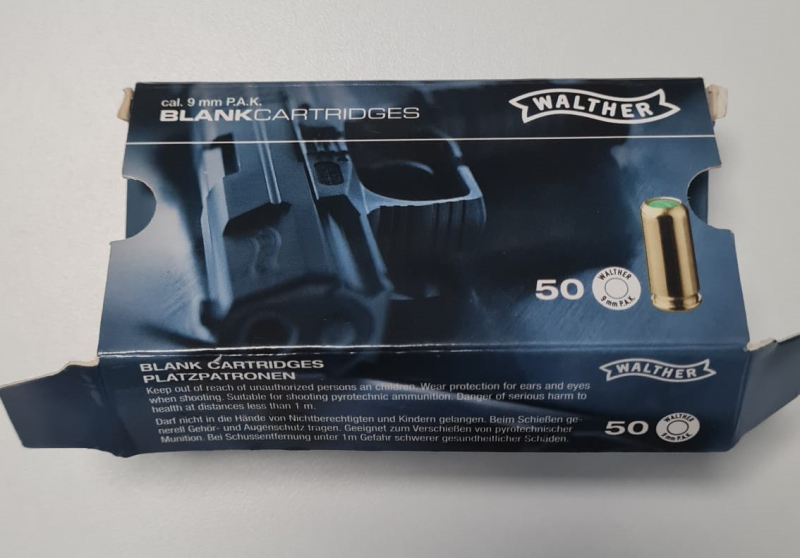 cal. 9 mm P.A.K.
BLANKCARTRIDGES
WALTHER
50
WALTHER
9 mm P.A.K.
BLANK CARTRIDGES
PLATZPATRONEN
Keep out of reach of unauthorized persons an children. Wear protection for ears and eyes
when shooting. Suitable for shooting pyrotechnic ammunition. Danger of serious harm to
health at distances less than 1 m.
Darf nicht in die Hände von Nichtberechtigten und Kindern gelangen. Beim Schießen ge-
nerell Gehör- und Augenschutz tragen. Geeignet zum Verschießen von pyrotechnischer
Munition. Bei Schussentfernung unter 1m Gefahr schwerer gesundheitlicher Schäden.
WALTHER
50
WALTHER
9 mm P.A.K.